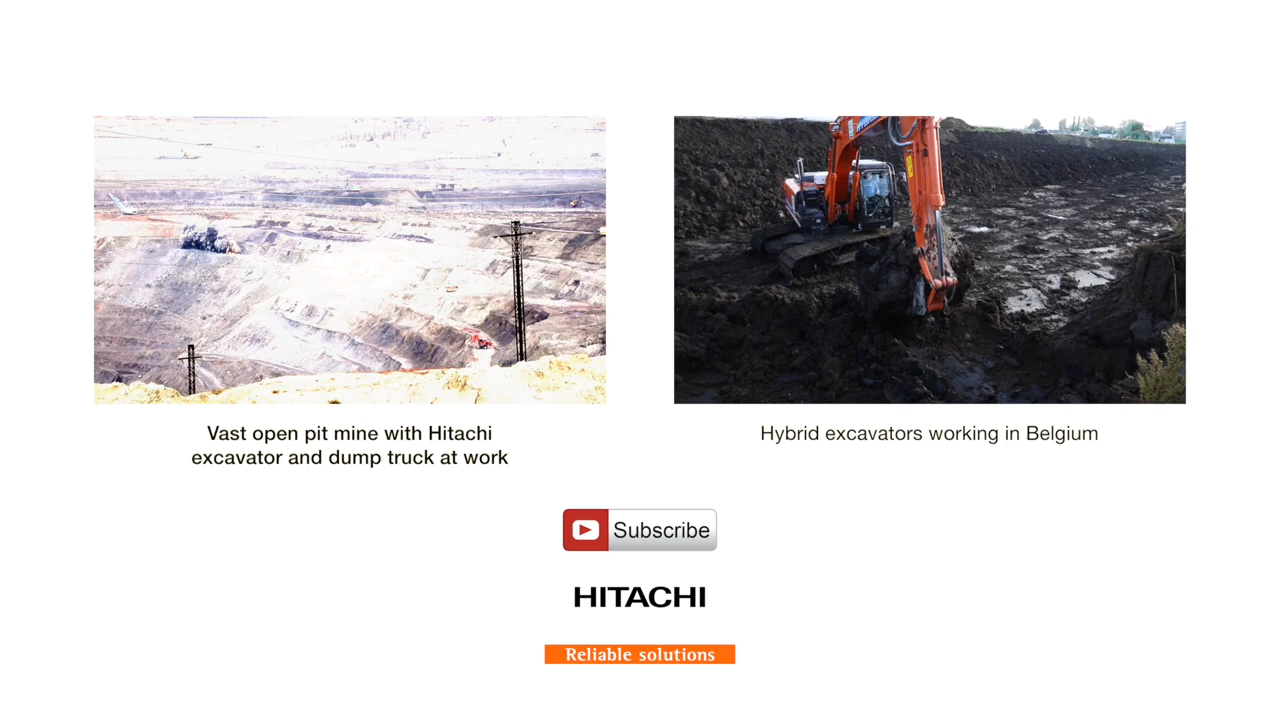 Vast open pit mine with Hitachi
excavator and dump truck at work
Hybrid excavators working in Belgium
Subscribe
HITACHI
Reliable solutions